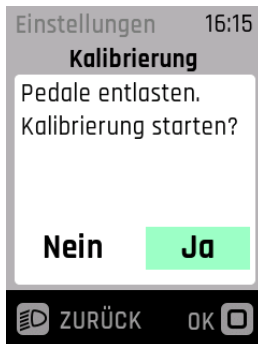 Einstellungen 16:15
Kalibrierung
Pedale entlasten.
Kalibrierung starten?
Nein Ja
ZURÜCK OK